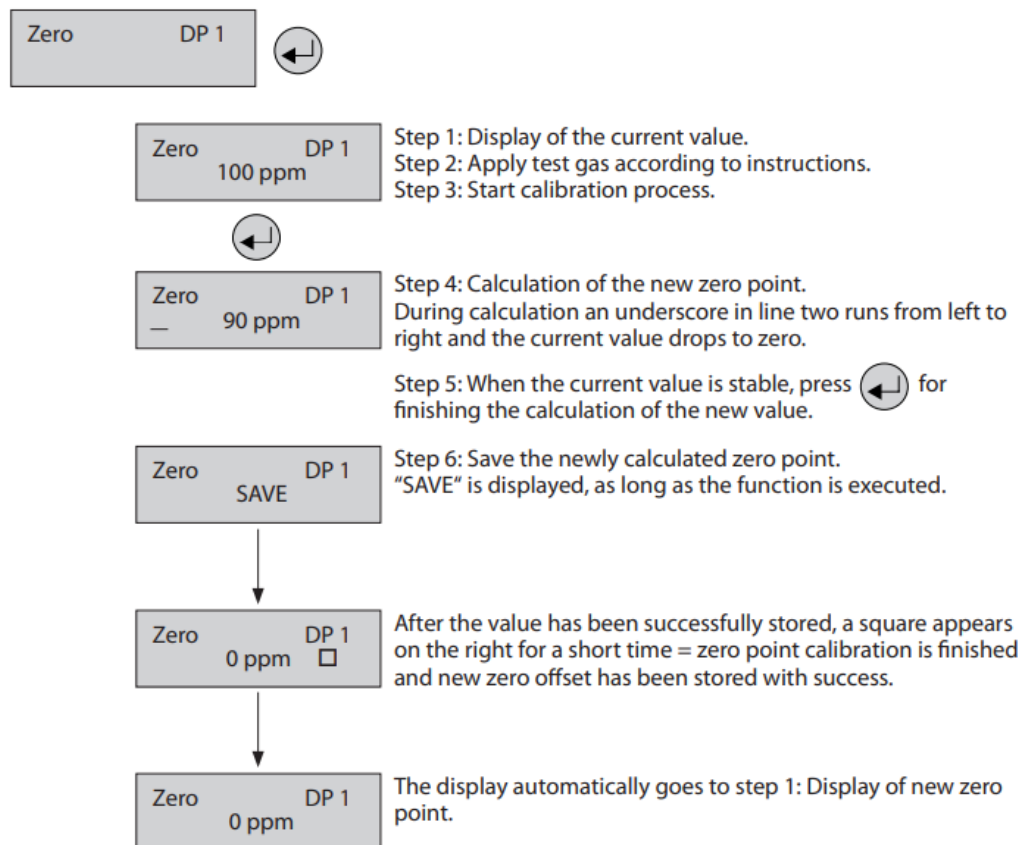 Zero DP 1
Zero DP 1
100 ppm
Step 1: Display of the current value.
Step 2: Apply test gas according to instructions.
Step 3: Start calibration process.
Zero DP 1
_ 90 ppm
Step 4: Calculation of the new zero point.
During calculation an underscore in line two runs from left to
right and the current value drops to zero.
Step 5: When the current value is stable, press for
finishing the calculation of the new value.
Zero DP 1
SAVE
Step 6: Save the newly calculated zero point.
“SAVE“ is displayed, as long as the function is executed.
Zero DP 1
0 ppm
After the value has been successfully stored, a square appears
on the right for a short time = zero point calibration is finished
and new zero offset has been stored with success.
Zero DP 1
0 ppm
The display automatically goes to step 1: Display of new zero
point.